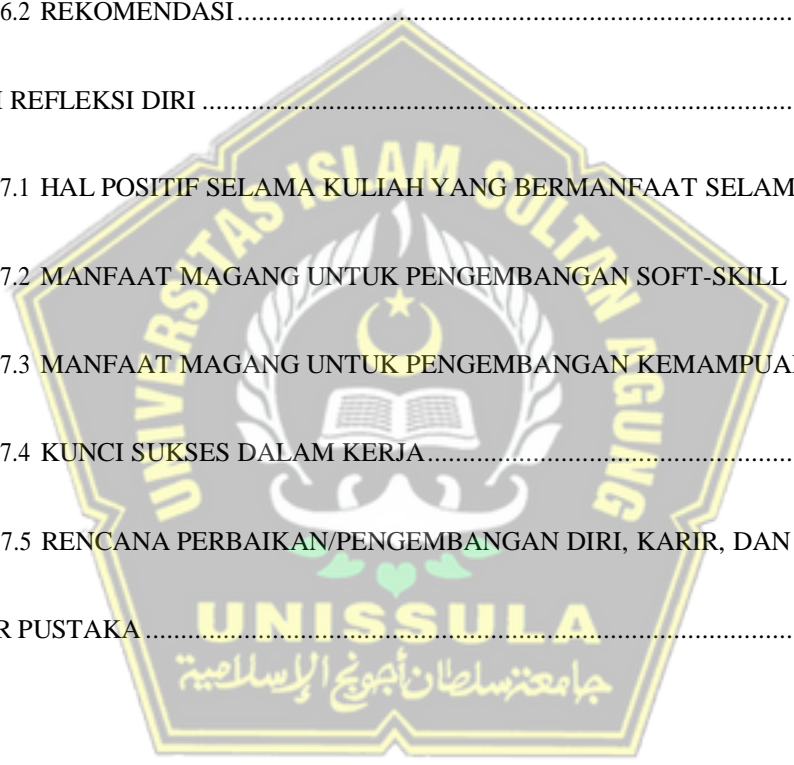 6.2 REKOMENDASI......................................................................................
I REFLEKSI DIRI ......................................................................................
7.1 HAL POSITIF SELAMA KULIAH YANG BERMANFAAT SELAM
7.2 MANFAAT MAGANG UNTUK PENGEMBANGAN SOFT-SKILL
7.3 MANFAAT MAGANG UNTUK PENGEMBANGAN KEMAMPUAN
7.4 KUNCI SUKSES DALAM KERJA........................................................
7.5 RENCANA PERBAIKAN/PENGEMBANGAN DIRI, KARIR, DAN
R PUSTAKA ..............................................................................................
UNIVERSITAS ISLAM SULTAN AGUNG
UNISSULA
جامعة سلطان أجونج الإسلامية